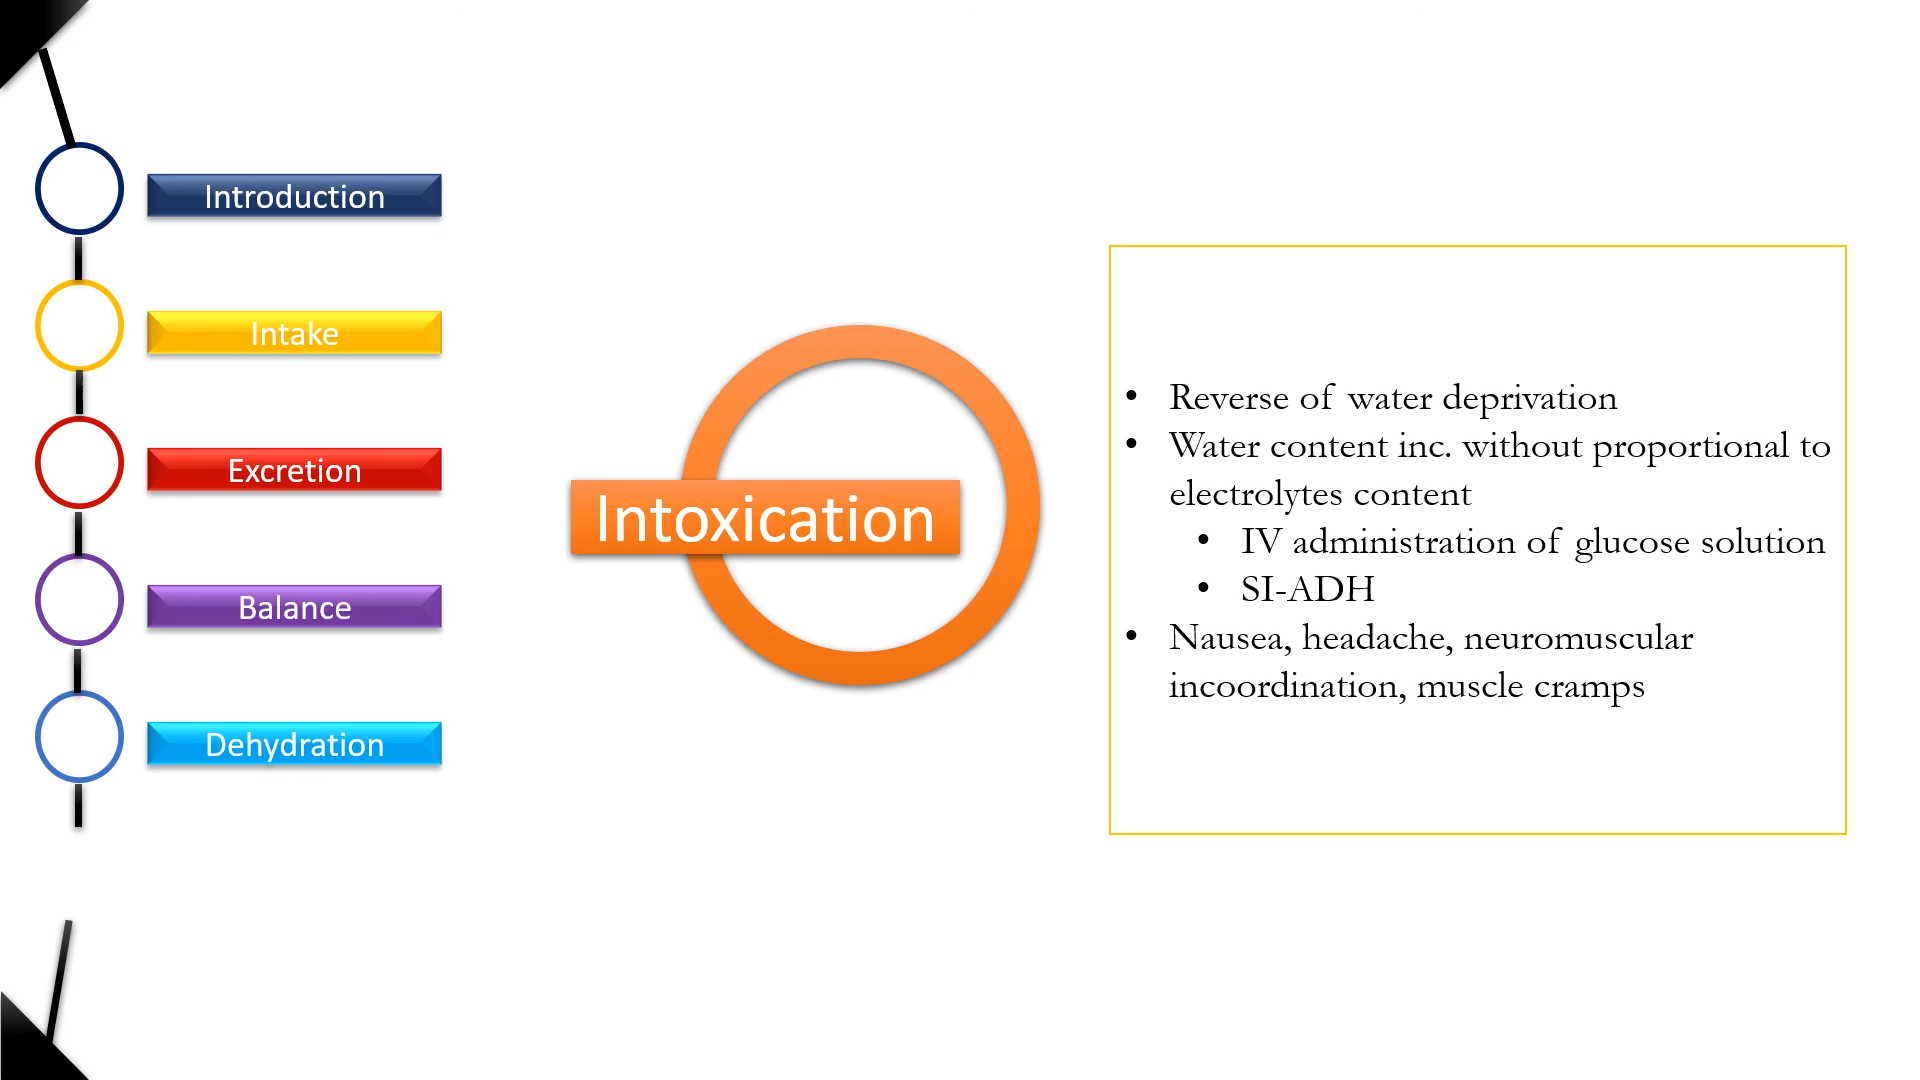 Introduction
Intake
Excretion
Balance
Dehydration
Intoxication
• Reverse of water deprivation
• Water content inc. without proportional to
electrolytes content
• IV administration of glucose solution
• SI-ADH
• Nausea, headache, neuromuscular
incoordination, muscle cramps